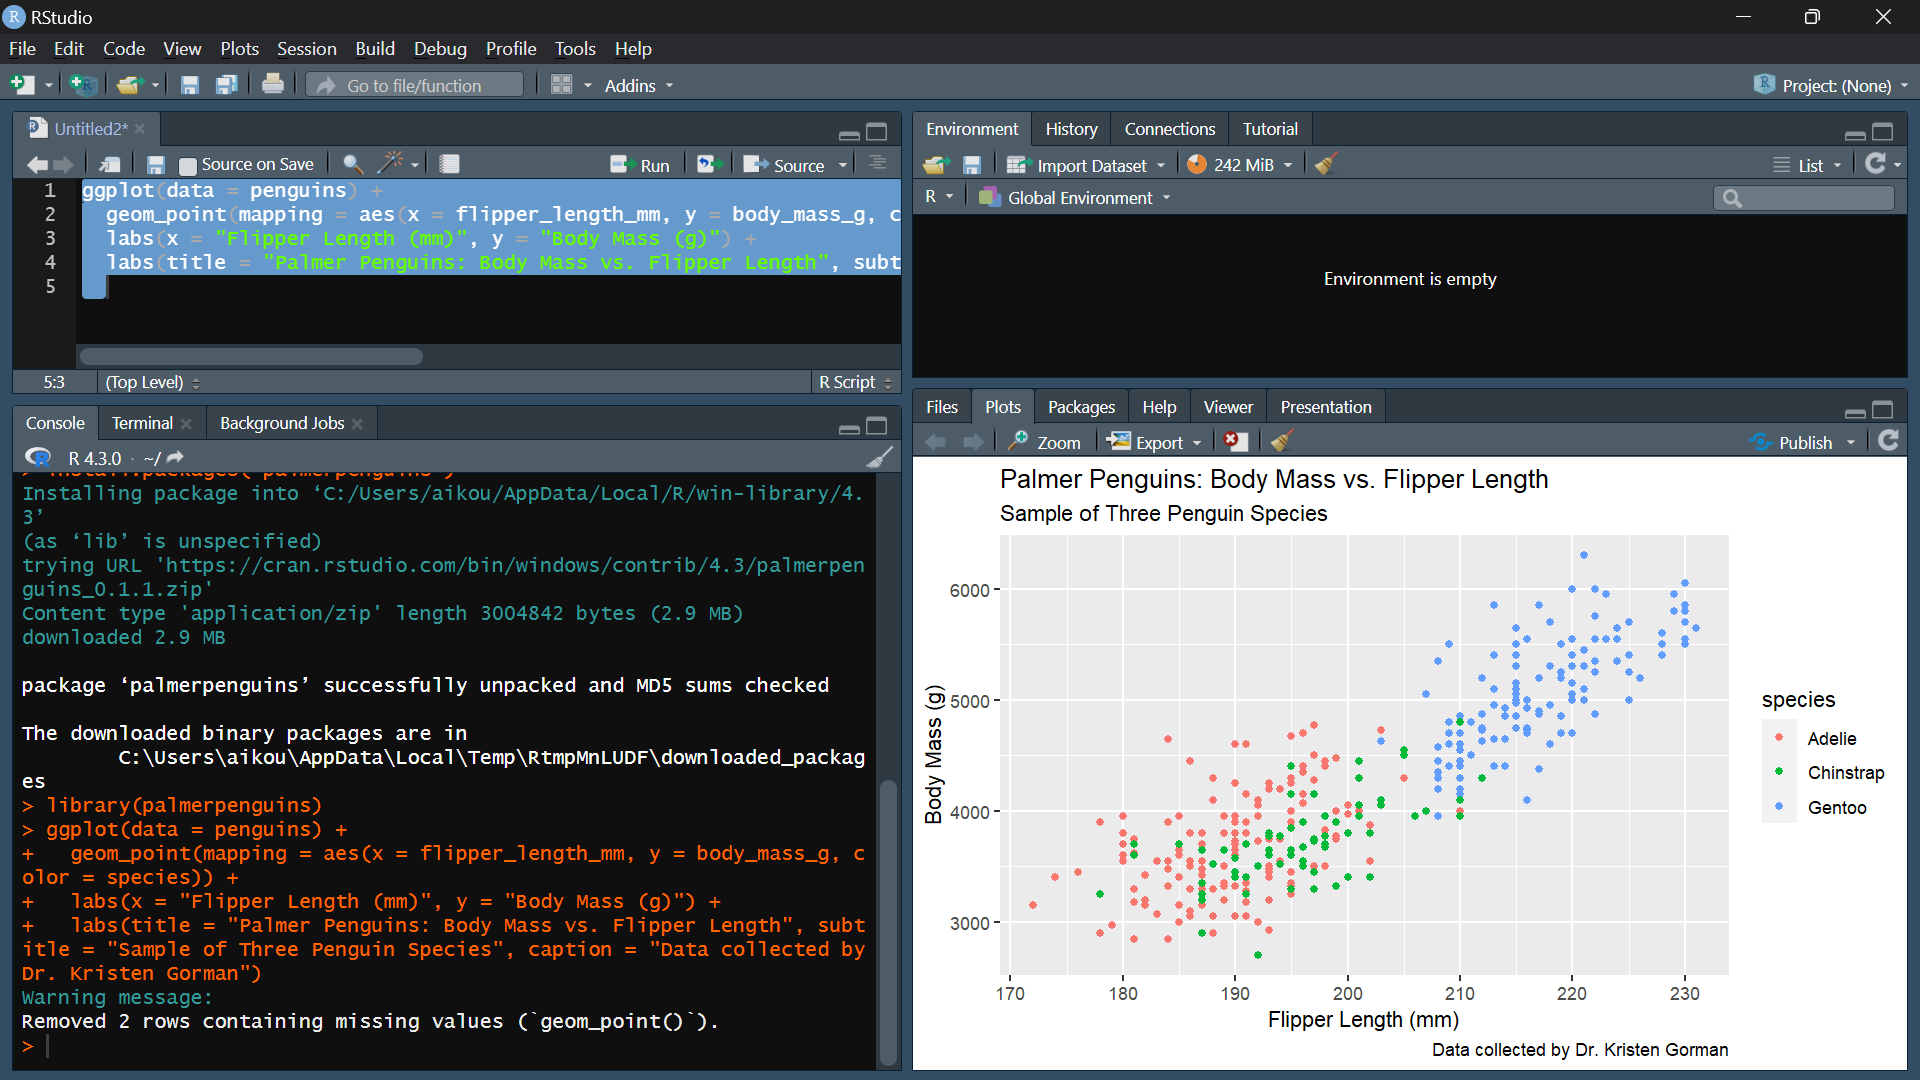 RStudio
File Edit Code View Plots Session Build Debug Profile Tools Help
Go to file/function Addins Project: (None)
Untitled2*
Source on Save Run Source
1 ggplot(data = penguins) +
2 geom_point(mapping = aes(x = flipper_length_mm, y = body_mass_g, c
3 labs(x = "Flipper Length (mm)", y = "Body Mass (g)") +
4 labs(title = "Palmer Penguins: Body Mass vs. Flipper Length", subt
5
5:3 (Top Level) R Script
Console Terminal Background Jobs
R 4.3.0 · ~/
Installing package into ‘C:/Users/aikou/AppData/Local/R/win-library/4.
3’
(as ‘lib’ is unspecified)
trying URL 'https://cran.rstudio.com/bin/windows/contrib/4.3/palmerpen
guins_0.1.1.zip'
Content type 'application/zip' length 3004842 bytes (2.9 MB)
downloaded 2.9 MB
package ‘palmerpenguins’ successfully unpacked and MD5 sums checked
The downloaded binary packages are in
C:\Users\aikou\AppData\Local\Temp\RtmpMnLUDF\downloaded_packag
es
> library(palmerpenguins)
> ggplot(data = penguins) +
+ geom_point(mapping = aes(x = flipper_length_mm, y = body_mass_g, c
olor = species)) +
+ labs(x = "Flipper Length (mm)", y = "Body Mass (g)") +
+ labs(title = "Palmer Penguins: Body Mass vs. Flipper Length", subt
itle = "Sample of Three Penguin Species", caption = "Data collected by
Dr. Kristen Gorman")
Warning message:
Removed 2 rows containing missing values (`geom_point()`).
>
Environment History Connections Tutorial
Import Dataset 242 MiB List
R Global Environment
Environment is empty
Files Plots Packages Help Viewer Presentation
Zoom Export Publish
Palmer Penguins: Body Mass vs. Flipper Length
Sample of Three Penguin Species
6000
5000
4000
3000
Body Mass (g)
170 180 190 200 210 220 230
Flipper Length (mm)
species
Adelie
Chinstrap
Gentoo
Data collected by Dr. Kristen Gorman